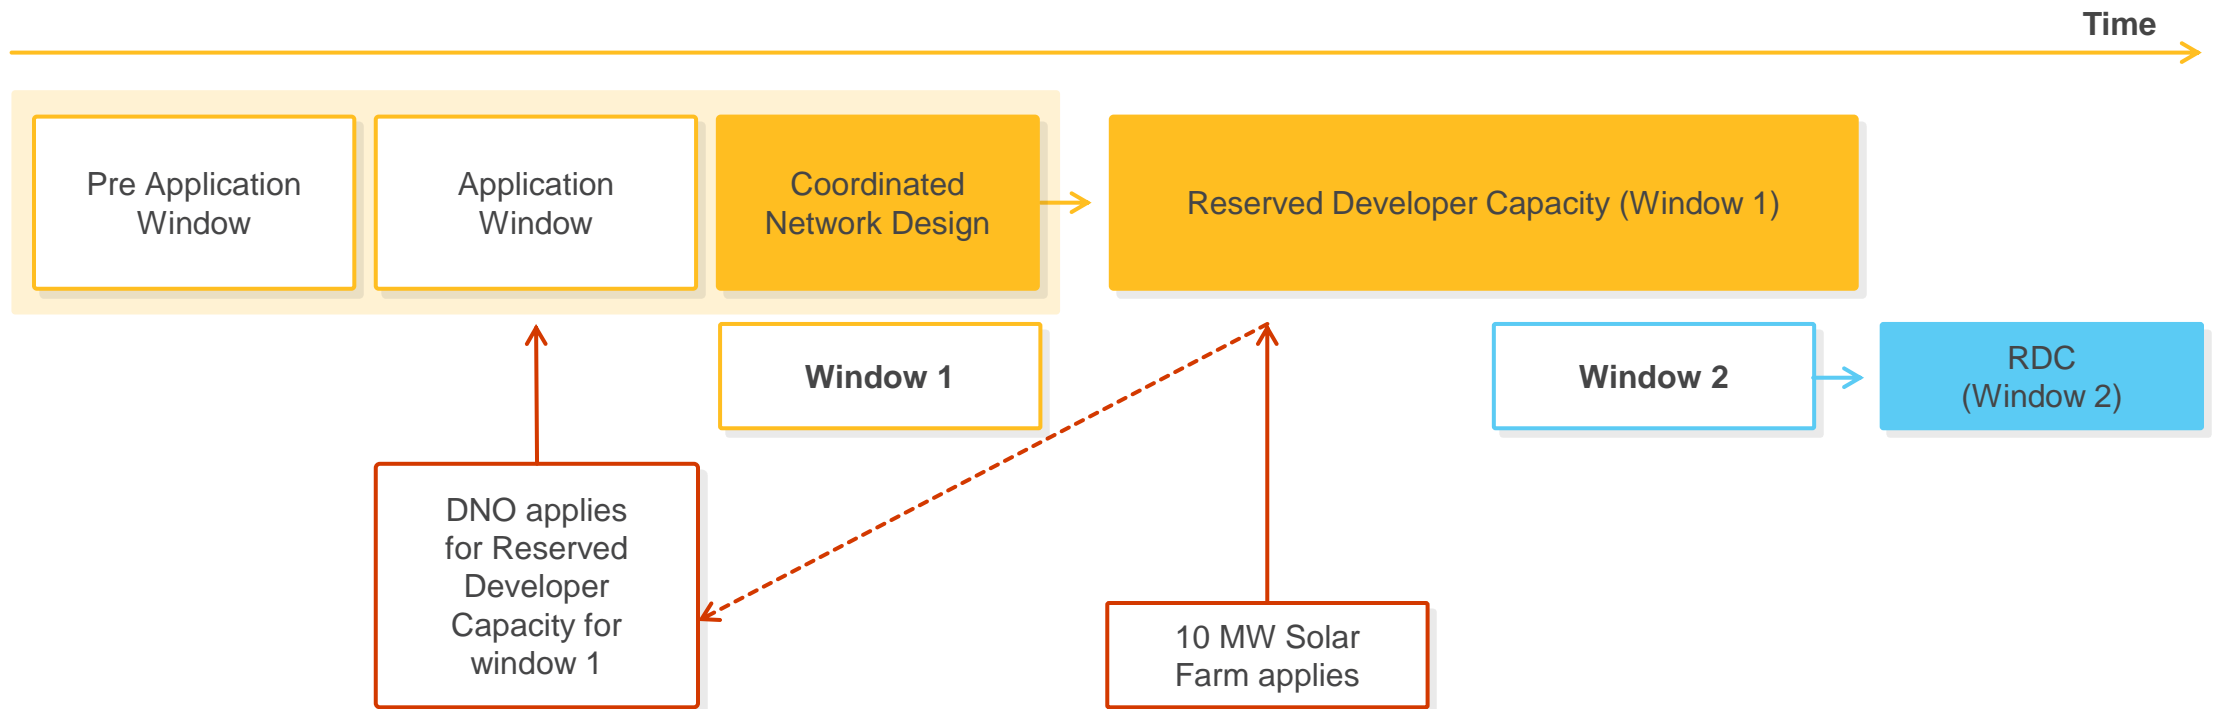 Time
Pre Application
Window
Application
Window
Coordinated
Network Design
Reserved Developer Capacity (Window 1)
Window 1
Window 2
RDC
(Window 2)
DNO applies
for Reserved
Developer
Capacity for
window 1
10 MW Solar
Farm applies